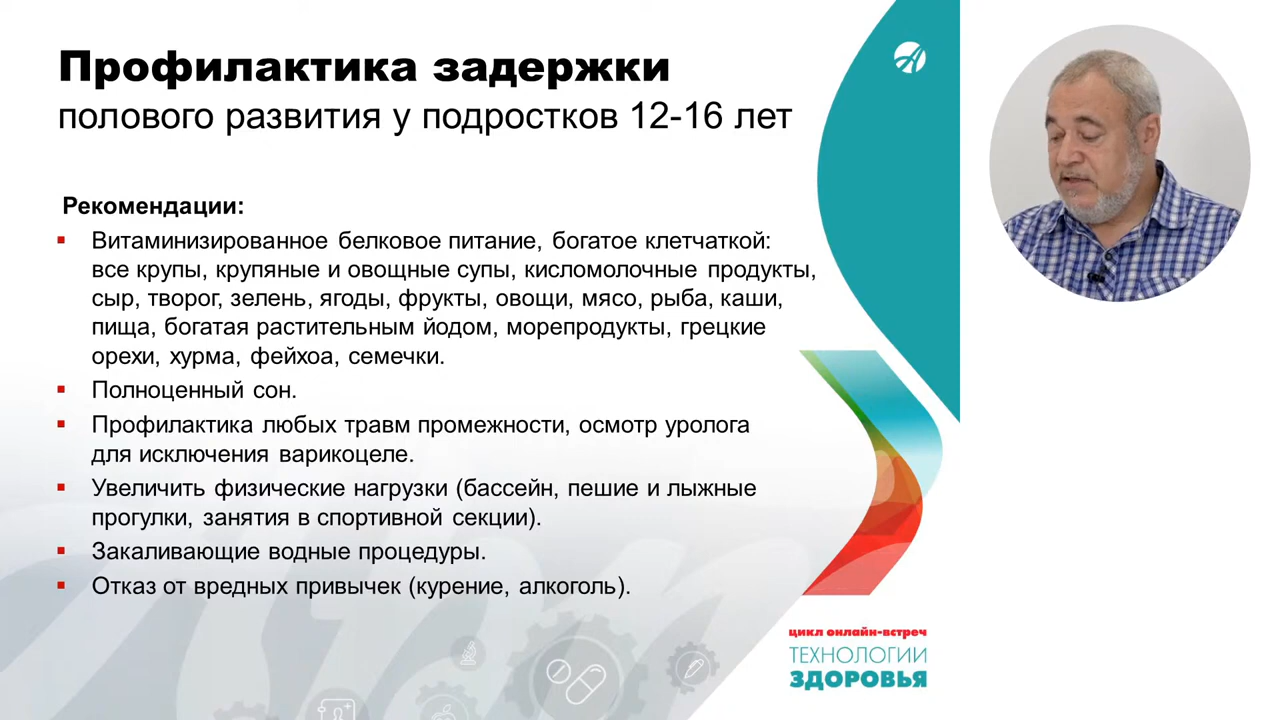 Профилактика задержки
полового развития у подростков 12-16 лет
Рекомендации:
Витаминизированное белковое питание, богатое клетчаткой:
все крупы, крупяные и овощные супы, кисломолочные продукты,
сыр, творог, зелень, ягоды, фрукты, овощи, мясо, рыба, каши,
пища, богатая растительным йодом, морепродукты, грецкие
орехи, хурма, фейхоа, семечки.
Полноценный сон.
Профилактика любых травм промежности, осмотр уролога
для исключения варикоцеле.
Увеличить физические нагрузки (бассейн, пешие и лыжные
прогулки, занятия в спортивной секции).
Закаливающие водные процедуры.
Отказ от вредных привычек (курение, алкоголь).
цикл онлайн-встреч
ТЕХНОЛОГИИ
ЗДОРОВЬЯ